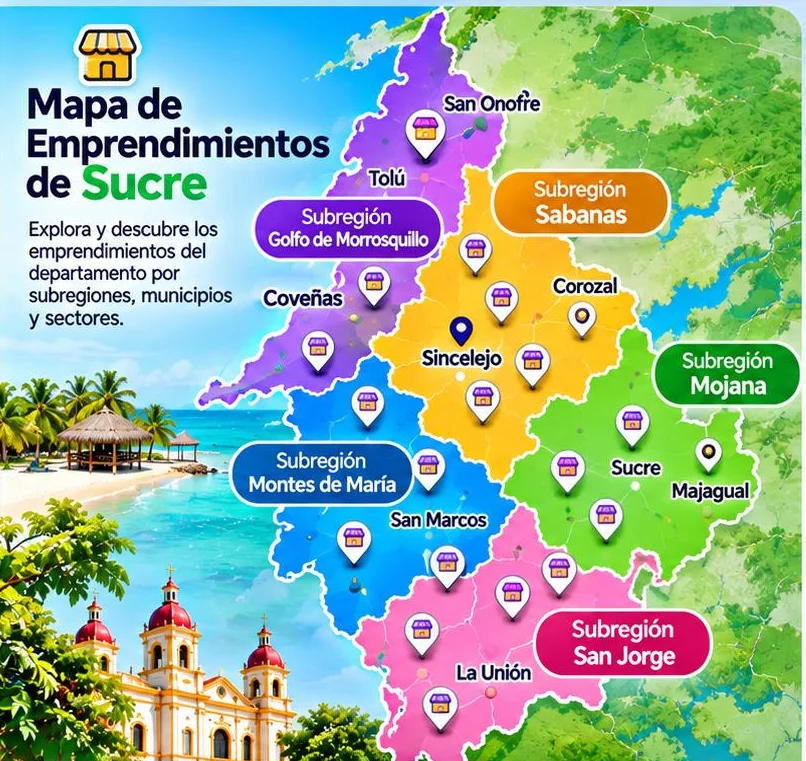 Mapa de
Emprendimientos
de Sucre
Explora y descubre los
emprendimientos del
departamento por
subregiones, municipios
y sectores.
San Onofre
Tolú
Subregión
Golfo de Morrosquillo
Coveñas
Subregión
Sabanas
Corozal
Sincelejo
Subregión
Mojana
Sucre
Majagual
Subregión
Montes de María
San Marcos
Subregión
San Jorge
La Unión